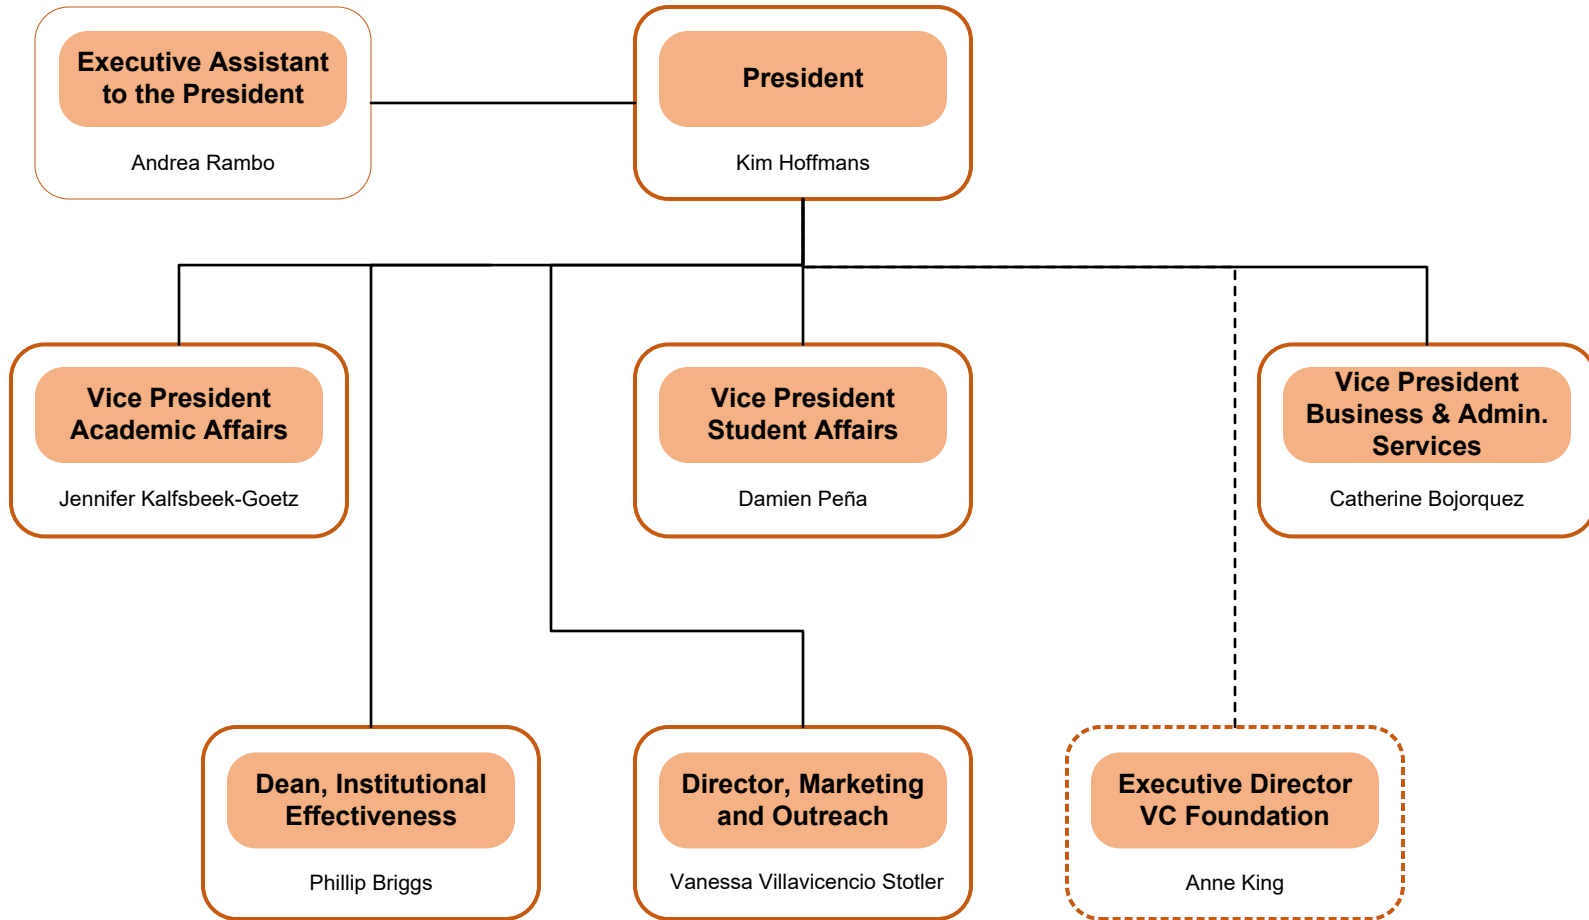 Executive Assistant
to the President
Andrea Rambo
President
Kim Hoffmans
Vice President
Academic Affairs
Jennifer Kalfsbeek-Goetz
Vice President
Student Affairs
Damien Peña
Vice President
Business & Admin.
Services
Catherine Bojorquez
Dean, Institutional
Effectiveness
Phillip Briggs
Director, Marketing
and Outreach
Vanessa Villavicencio Stotler
Executive Director
VC Foundation
Anne King